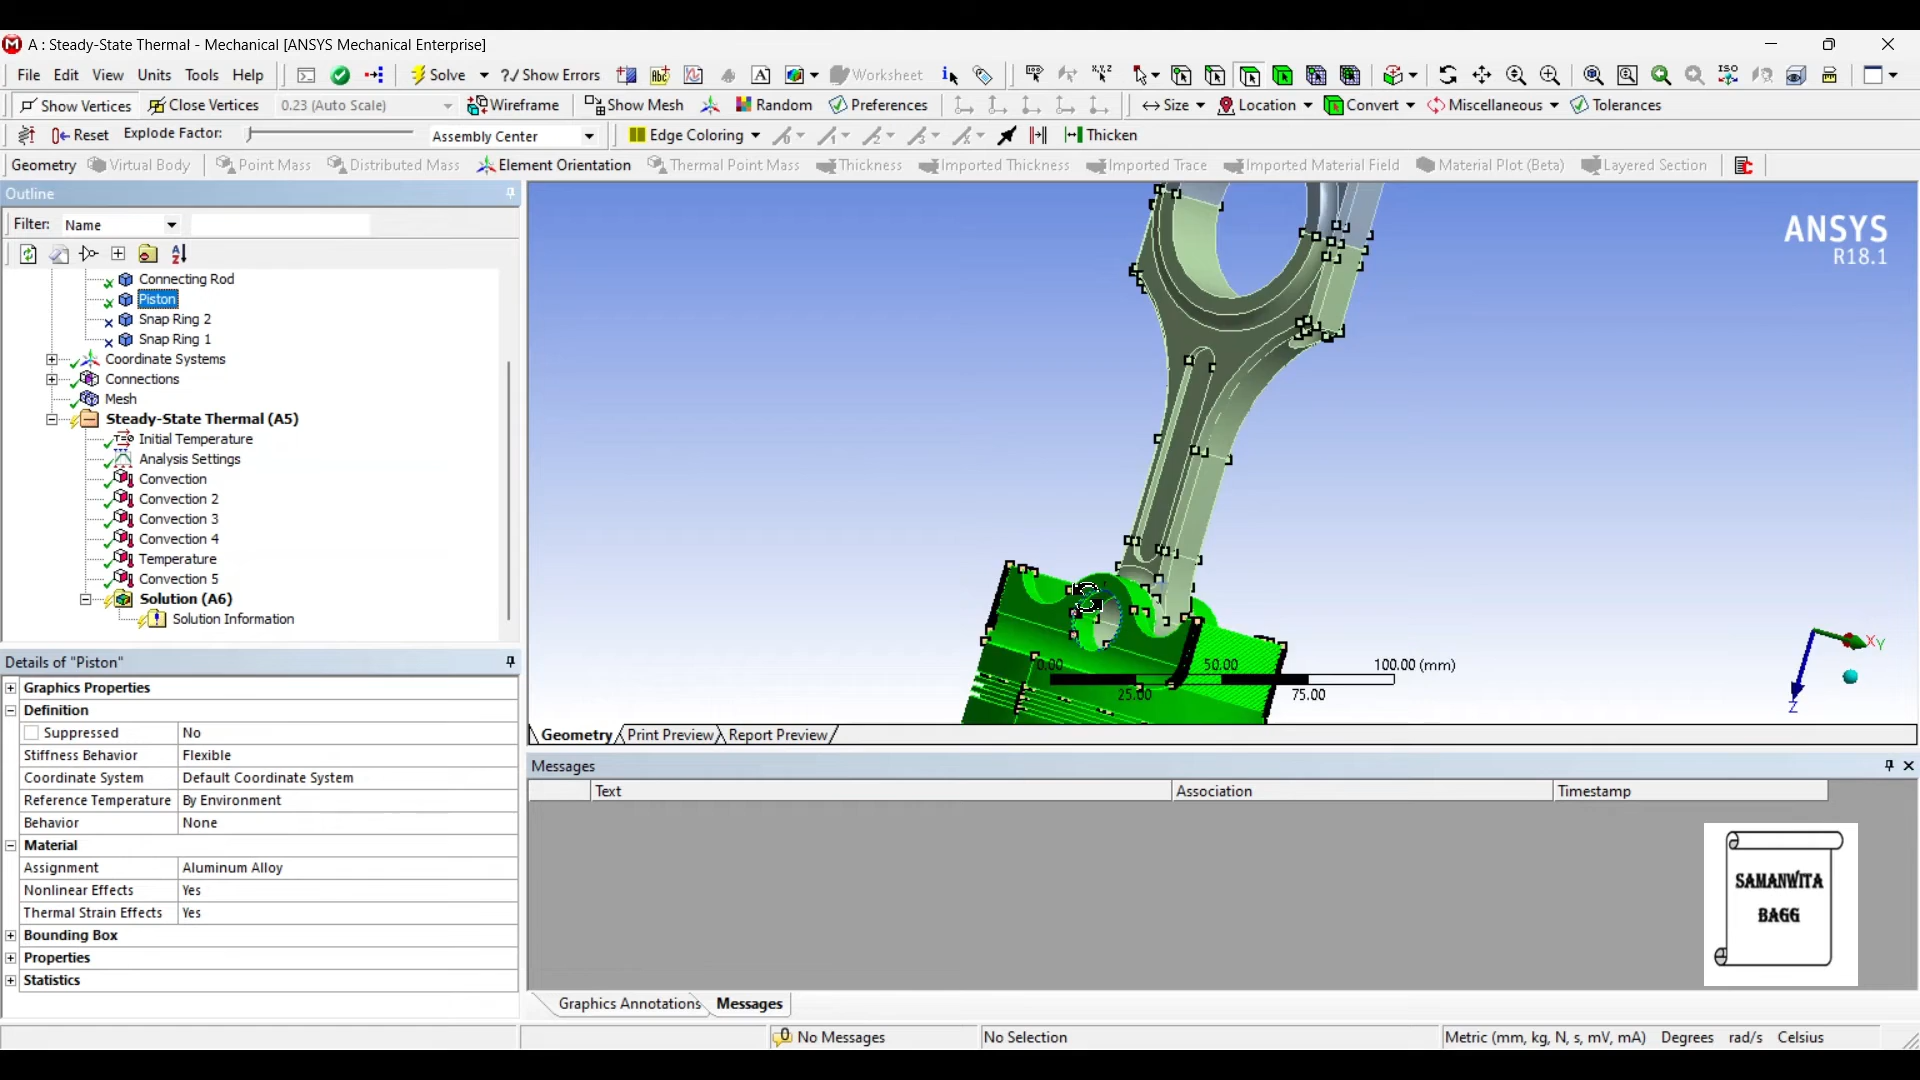 A : Steady-State Thermal - Mechanical [ANSYS Mechanical Enterprise]
File Edit View Units Tools Help Solve ?/ Show Errors Worksheet
Show Vertices Close Vertices 0.23 (Auto Scale) Wireframe Show Mesh Random Preferences Size Location Convert Miscellaneous Tolerances
Reset Explode Factor: Assembly Center Edge Coloring Thicken
Geometry Virtual Body Point Mass Distributed Mass Element Orientation Thermal Point Mass Thickness Imported Thickness Imported Trace Imported Material Field Material Plot (Beta) Layered Section
Outline
Filter: Name
Connecting Rod
Piston
Snap Ring 2
Snap Ring 1
Coordinate Systems
Connections
Mesh
Steady-State Thermal (A5)
Initial Temperature
Analysis Settings
Convection
Convection 2
Convection 3
Convection 4
Temperature
Convection 5
Solution (A6)
Solution Information
Details of "Piston"
Graphics Properties
Definition
Suppressed No
Stiffness Behavior Flexible
Coordinate System Default Coordinate System
Reference Temperature By Environment
Behavior None
Material
Assignment Aluminum Alloy
Nonlinear Effects Yes
Thermal Strain Effects Yes
Bounding Box
Properties
Statistics
ANSYS
R18.1
0.00 50.00 100.00 (mm)
25.00 75.00
X Y
Z
Geometry Print Preview Report Preview
Messages
Text Association Timestamp
SAMANWITA
BAGG
Graphics Annotations Messages
No Messages No Selection Metric (mm, kg, N, s, mV, mA) Degrees rad/s Celsius